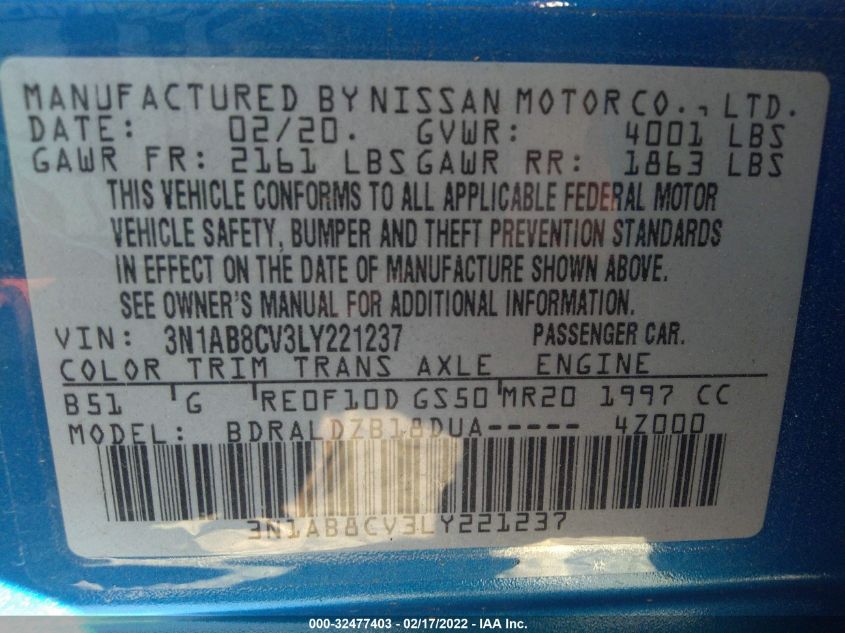 MANUFACTURED BY NISSAN MOTOR CO., LTD.
DATE: 02/20. GVWR: 4001 LBS
GAWR FR: 2161 LBS GAWR RR: 1863 LBS
THIS VEHICLE CONFORMS TO ALL APPLICABLE FEDERAL MOTOR
VEHICLE SAFETY, BUMPER AND THEFT PREVENTION STANDARDS
IN EFFECT ON THE DATE OF MANUFACTURE SHOWN ABOVE.
SEE OWNER'S MANUAL FOR ADDITIONAL INFORMATION.
VIN: 3N1AB8CV3LY221237 PASSENGER CAR.
COLOR TRIM TRANS AXLE ENGINE
B51 G RE0F10D GS50 MR20 1997 CC
MODEL: BDRALDZB18DUA----- 4Z000
3N1AB8CV3LY221237
000-32477403 - 02/17/2022 - IAA Inc.